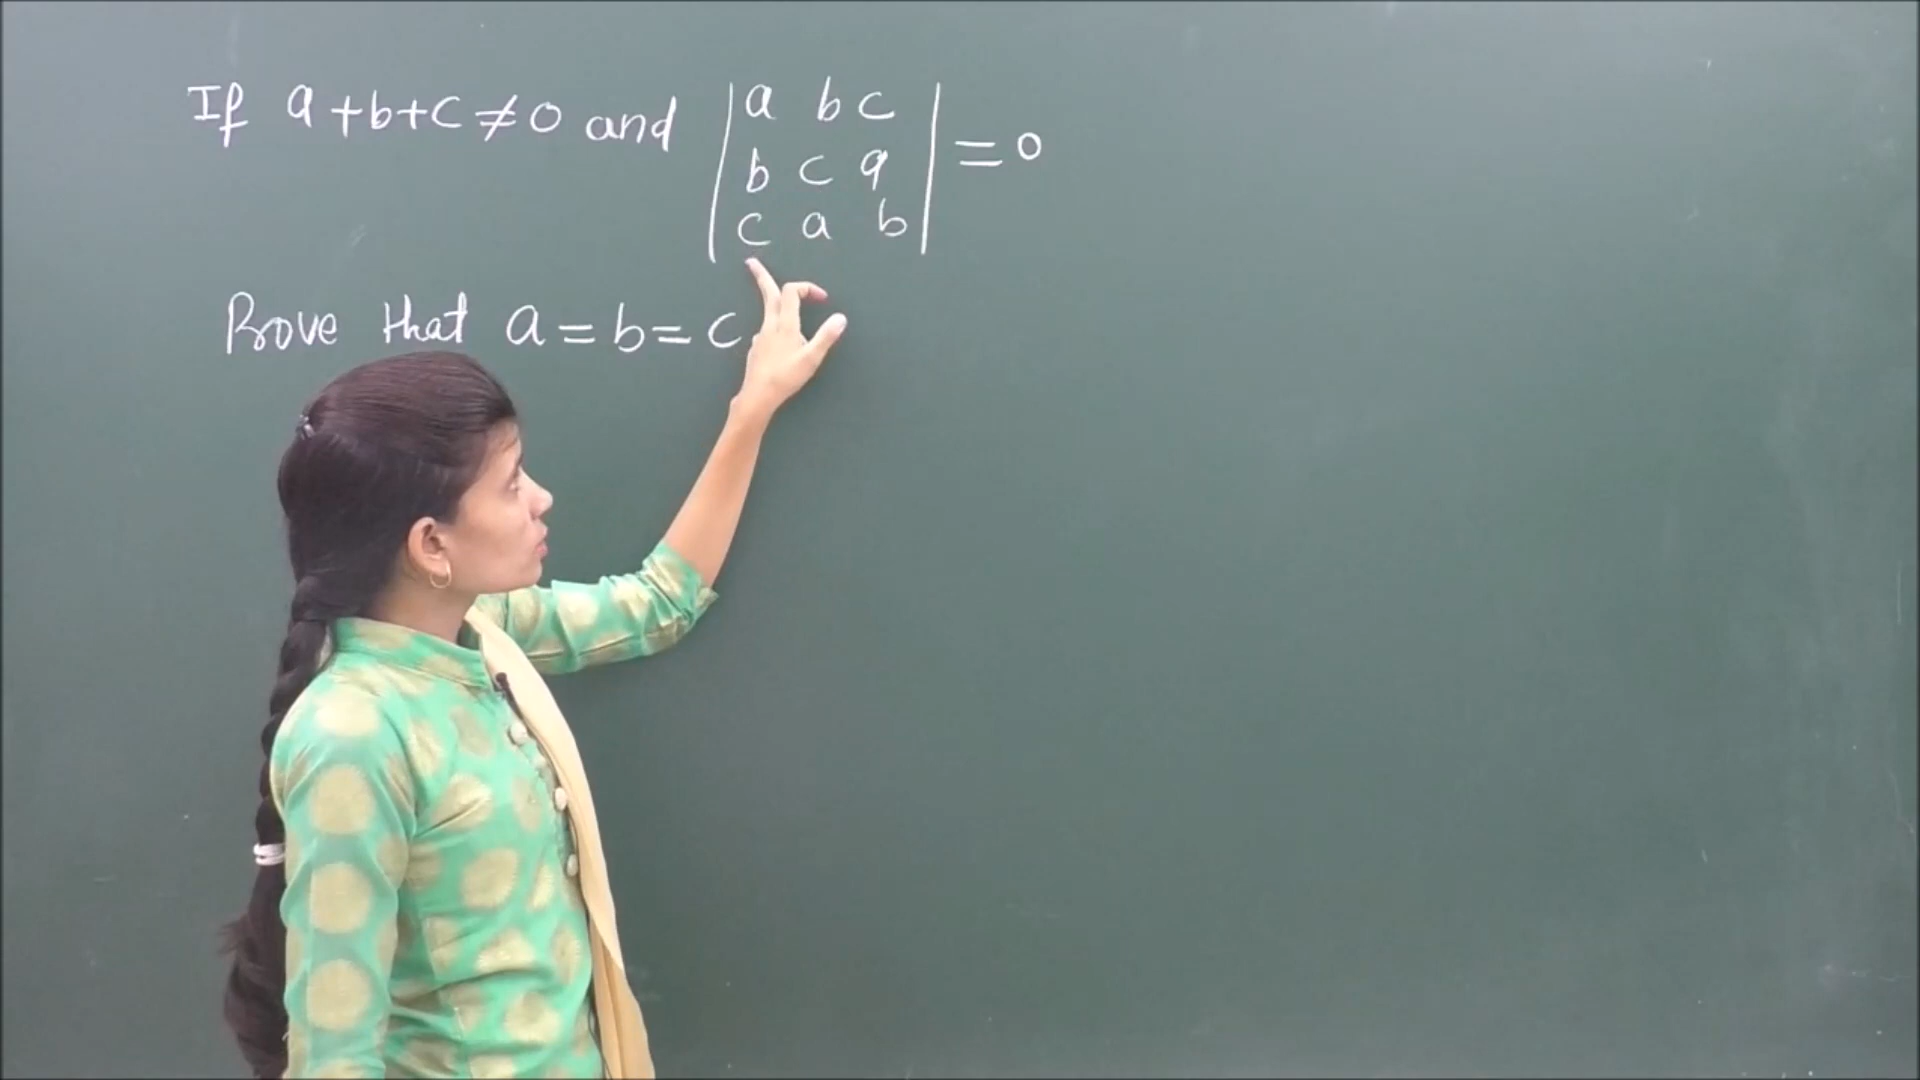 If a+b+c≠0 and |a b c| =0
|b c a|
|c a b|
Prove that a=b=c